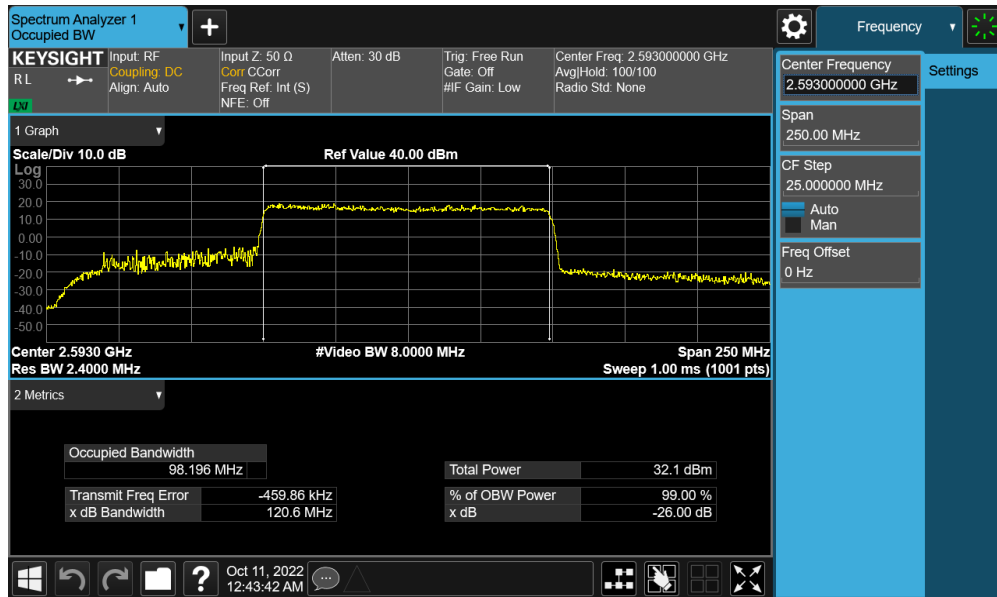 Spectrum Analyzer 1
Occupied BW
+
Frequency
KEYSIGHT Input: RF Input Z: 50 Ω Atten: 30 dB Trig: Free Run Center Freq: 2.593000000 GHz
R L Coupling: DC Corr CCorr Gate: Off Avg|Hold: 100/100
Align: Auto Freq Ref: Int (S) #IF Gain: Low Radio Std: None
LXI NFE: Off
Center Frequency
2.593000000 GHz
Settings
Span
250.00 MHz
CF Step
25.000000 MHz
Auto
Man
Freq Offset
0 Hz
1 Graph
Scale/Div 10.0 dB Ref Value 40.00 dBm
Log
30.0
20.0
10.0
0.00
-10.0
-20.0
-30.0
-40.0
-50.0
Center 2.5930 GHz #Video BW 8.0000 MHz Span 250 MHz
Res BW 2.4000 MHz Sweep 1.00 ms (1001 pts)
2 Metrics
Occupied Bandwidth
98.196 MHz Total Power 32.1 dBm
Transmit Freq Error -459.86 kHz % of OBW Power 99.00 %
x dB Bandwidth 120.6 MHz x dB -26.00 dB
? Oct 11, 2022
12:43:42 AM